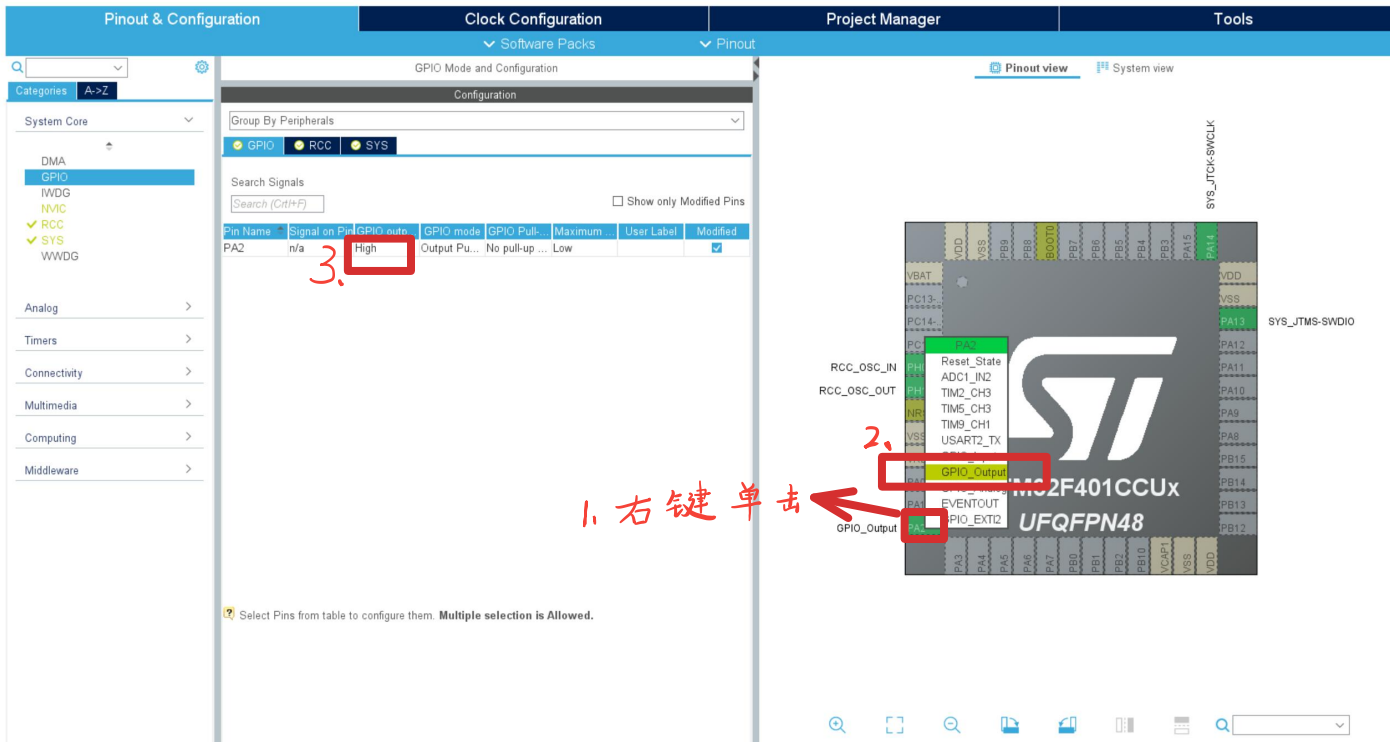 Pinout & Configuration
Clock Configuration
Project Manager
Tools
Software Packs
Pinout
GPIO Mode and Configuration
Pinout view
System view
Categories
A->Z
System Core
DMA
GPIO
IWDG
NVIC
RCC
SYS
WWDG
Analog
Timers
Connectivity
Multimedia
Computing
Middleware
Configuration
Group By Peripherals
GPIO
RCC
SYS
Search Signals
Search (Crtl+F)
Show only Modified Pins
Pin Name Signal on Pin GPIO outp... GPIO mode GPIO Pull-... Maximum ... User Label Modified
PA2 n/a High Output Pu... No pull-up ... Low
3.
Select Pins from table to configure them. Multiple selection is Allowed.
SYS_JTCK-SWCLK
VDD
VSS
PB9
PB8
BOOT0
PB7
PB6
PB5
PB4
PB3
PA15
PA14
VBAT
PC13-
PC14-
RCC_OSC_IN
RCC_OSC_OUT
VDD
VSS
PA13
SYS_JTMS-SWDIO
PA12
PA11
PA10
PA9
PA8
PB15
PB14
PB13
PB12
PA2
Reset_State
ADC1_IN2
TIM2_CH3
TIM5_CH3
TIM9_CH1
USART2_TX
GPIO_Output
EVENTOUT
GPIO_EXTI2
2.
1. 右键单击
GPIO_Output
PA2
F401CCUx
UFQFPN48
PA3
PA4
PA5
PA6
PA7
PB0
PB1
PB2
PB10
VCAP1
VSS
VDD